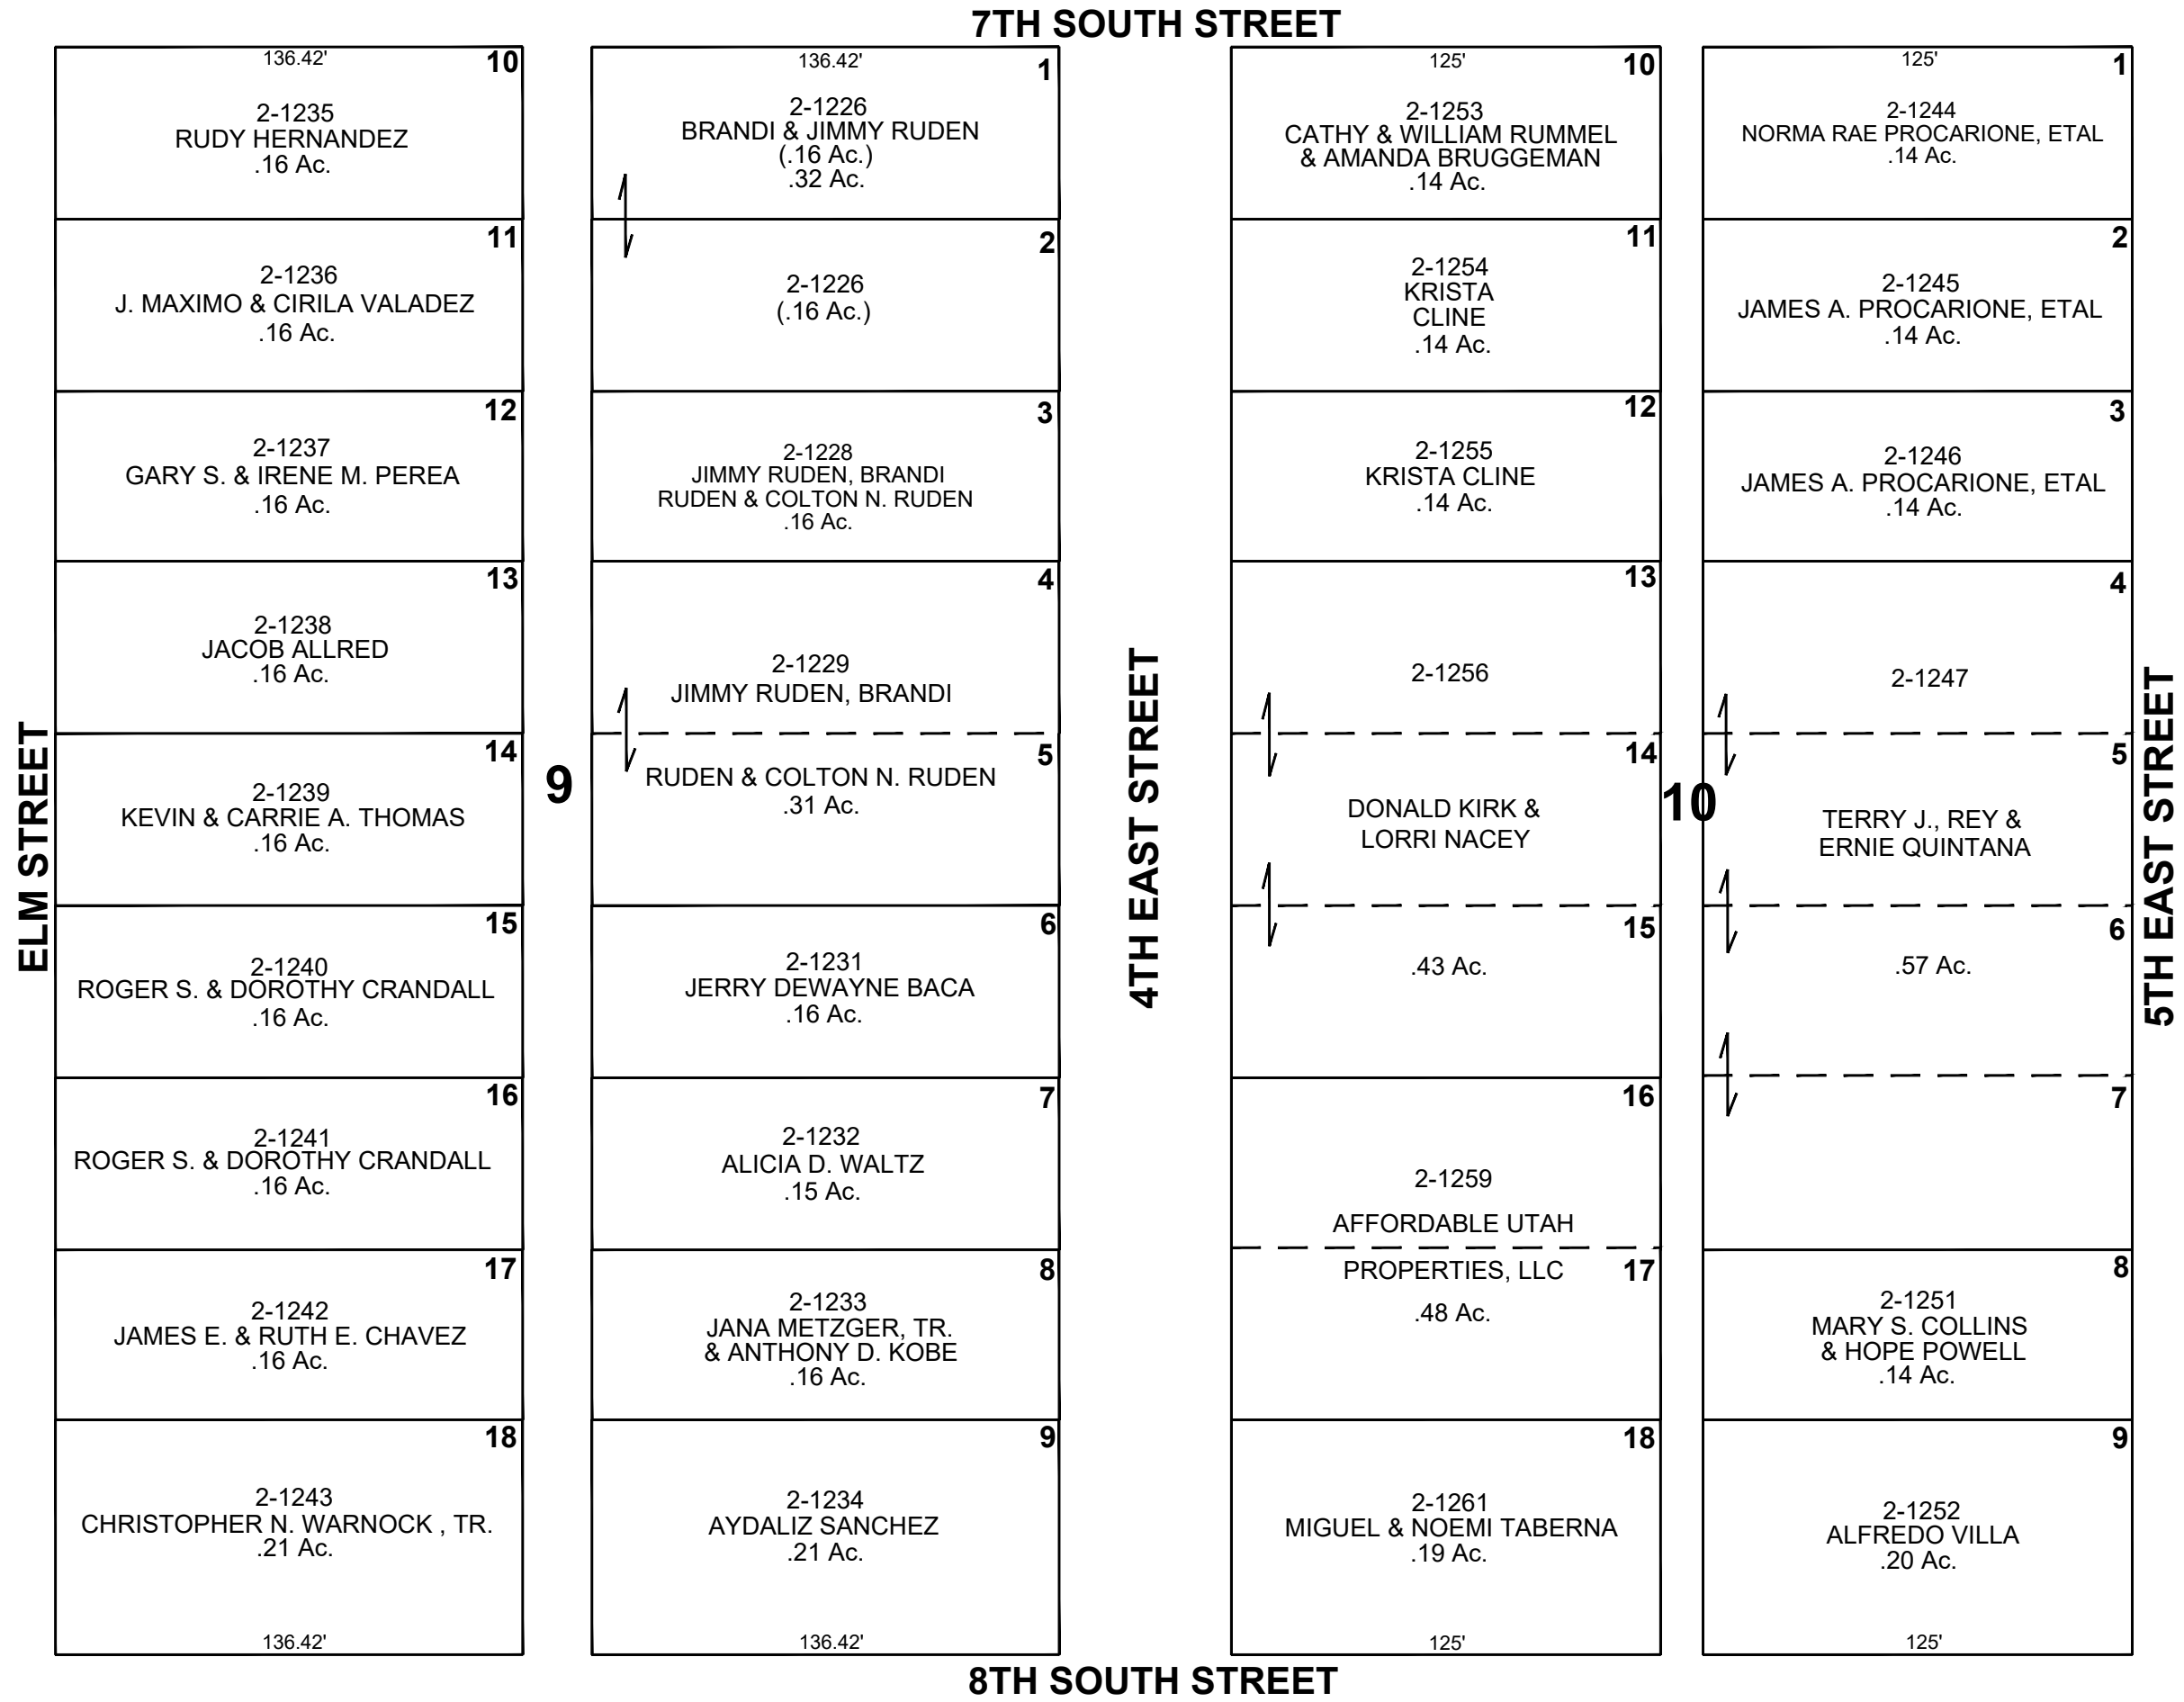 7TH SOUTH STREET
136.42'
10
2-1235
RUDY HERNANDEZ
.16 Ac.
11
2-1236
J. MAXIMO & CIRILA VALADEZ
.16 Ac.
12
2-1237
GARY S. & IRENE M. PEREA
.16 Ac.
13
2-1238
JACOB ALLRED
.16 Ac.
14
2-1239
KEVIN & CARRIE A. THOMAS
.16 Ac.
15
2-1240
ROGER S. & DOROTHY CRANDALL
.16 Ac.
16
2-1241
ROGER S. & DOROTHY CRANDALL
.16 Ac.
17
2-1242
JAMES E. & RUTH E. CHAVEZ
.16 Ac.
18
2-1243
CHRISTOPHER N. WARNOCK , TR.
.21 Ac.
136.42'
ELM STREET
9
136.42'
1
2-1226
BRANDI & JIMMY RUDEN
(.16 Ac.)
.32 Ac.
2
2-1226
(.16 Ac.)
3
2-1228
JIMMY RUDEN, BRANDI
RUDEN & COLTON N. RUDEN
.16 Ac.
4
2-1229
JIMMY RUDEN, BRANDI
5
RUDEN & COLTON N. RUDEN
.31 Ac.
6
2-1231
JERRY DEWAYNE BACA
.16 Ac.
7
2-1232
ALICIA D. WALTZ
.15 Ac.
8
2-1233
JANA METZGER, TR.
& ANTHONY D. KOBE
.16 Ac.
9
2-1234
AYDALIZ SANCHEZ
.21 Ac.
136.42'
4TH EAST STREET
125'
10
2-1253
CATHY & WILLIAM RUMMEL
& AMANDA BRUGGEMAN
.14 Ac.
11
2-1254
KRISTA
CLINE
.14 Ac.
12
2-1255
KRISTA CLINE
.14 Ac.
13
2-1256
14
DONALD KIRK &
LORRI NACEY
15
.43 Ac.
16
2-1259
AFFORDABLE UTAH
PROPERTIES, LLC
17
.48 Ac.
18
2-1261
MIGUEL & NOEMI TABERNA
.19 Ac.
125'
10
125'
1
2-1244
NORMA RAE PROCARIONE, ETAL
.14 Ac.
2
2-1245
JAMES A. PROCARIONE, ETAL
.14 Ac.
3
2-1246
JAMES A. PROCARIONE, ETAL
.14 Ac.
4
2-1247
5
TERRY J., REY &
ERNIE QUINTANA
6
.57 Ac.
7
8
2-1251
MARY S. COLLINS
& HOPE POWELL
.14 Ac.
9
2-1252
ALFREDO VILLA
.20 Ac.
125'
5TH EAST STREET
8TH SOUTH STREET